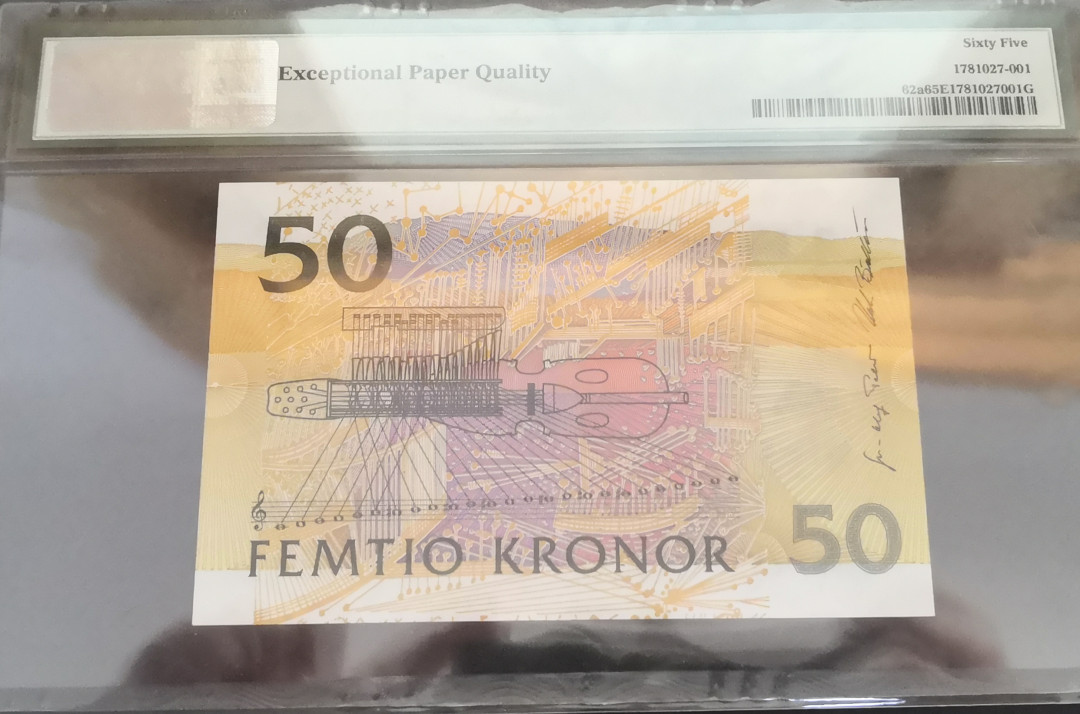 Exceptional Paper Quality
Sixty Five
1781027-001
62a65E1781027001G
50
FEMTIO KRONOR
50